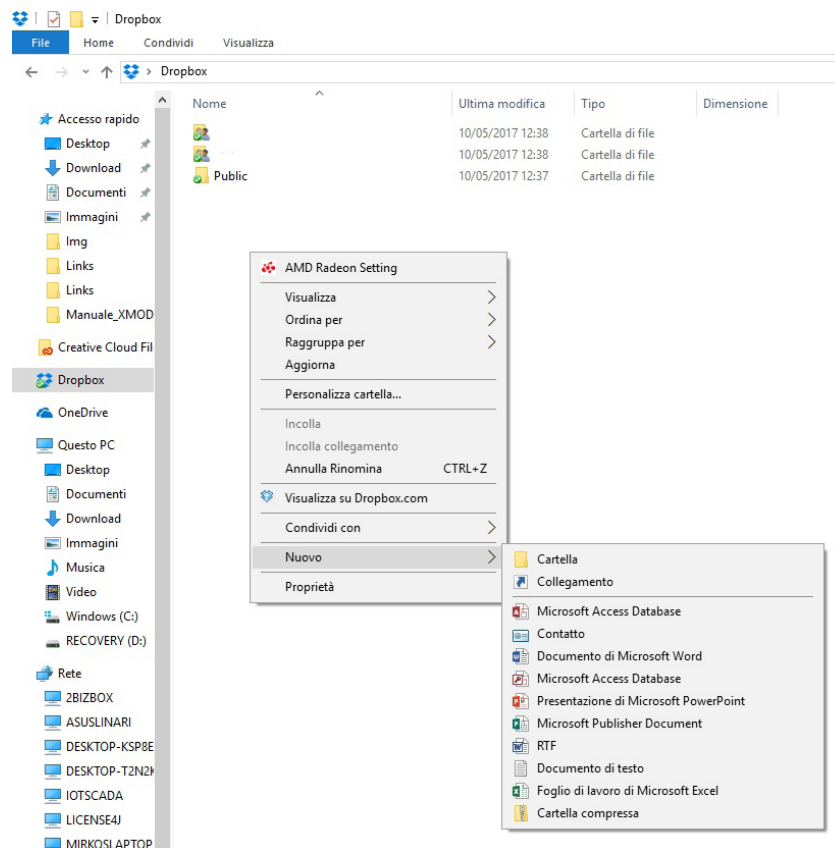 Dropbox
File Home Condividi Visualizza
Dropbox
Nome Ultima modifica Tipo Dimensione
10/05/2017 12:38 Cartella di file
10/05/2017 12:38 Cartella di file
Public 10/05/2017 12:37 Cartella di file
Accesso rapido
Desktop
Download
Documenti
Immagini
Img
Links
Links
Manuale_XMOD
Creative Cloud Fil
Dropbox
OneDrive
Questo PC
Desktop
Documenti
Download
Immagini
Musica
Video
Windows (C:)
RECOVERY (D:)
Rete
2BIZBOX
ASUSLINARI
DESKTOP-KSP8E
DESKTOP-T2N2K
IOTSCADA
LICENSE4J
MIRKOSLAPTOP
AMD Radeon Setting
Visualizza
Ordina per
Raggruppa per
Aggiorna
Personalizza cartella...
Incolla
Incolla collegamento
Annulla Rinomina CTRL+Z
Visualizza su Dropbox.com
Condividi con
Nuovo
Proprietà
Cartella
Collegamento
Microsoft Access Database
Contatto
Documento di Microsoft Word
Microsoft Access Database
Presentazione di Microsoft PowerPoint
Microsoft Publisher Document
RTF
Documento di testo
Foglio di lavoro di Microsoft Excel
Cartella compressa